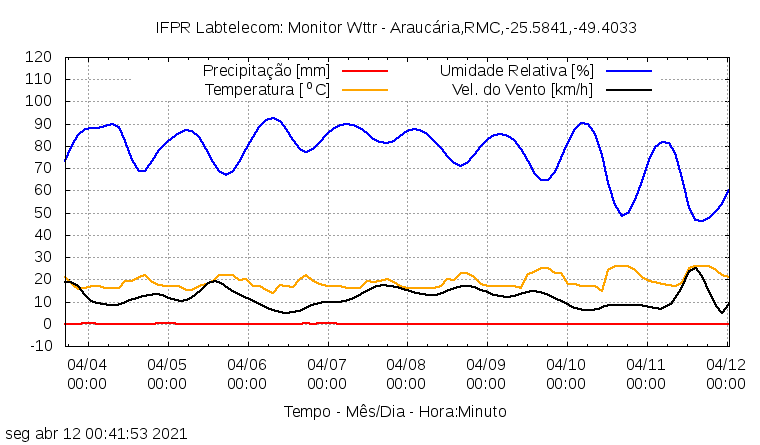 IFPR Labtelecom: Monitor Wttr - Araucária,RMC,-25.5841,-49.4033
120
110
100
90
80
70
60
50
40
30
20
10
0
-10
Precipitação [mm]
Temperatura [⁰C]
Umidade Relativa [%]
Vel. do Vento [km/h]
04/04 04/05 04/06 04/07 04/08 04/09 04/10 04/11 04/12
00:00 00:00 00:00 00:00 00:00 00:00 00:00 00:00 00:00
Tempo - Mês/Dia - Hora:Minuto
seg abr 12 00:41:53 2021